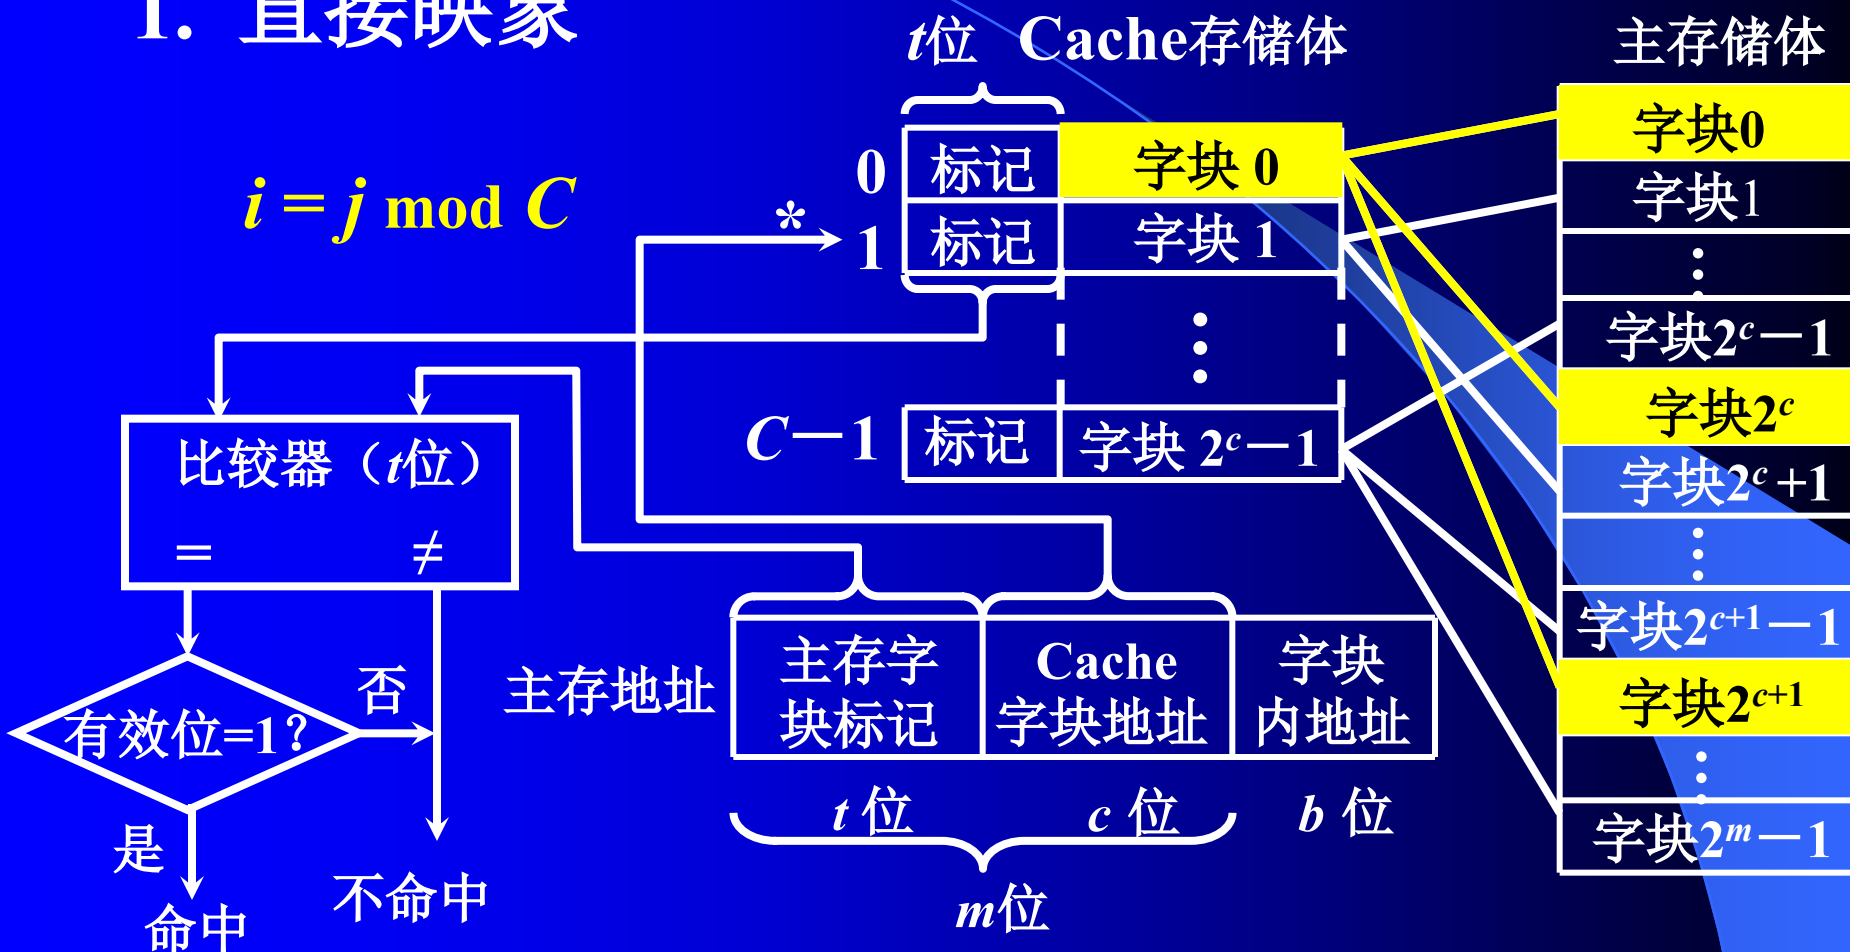 1. 直接映象
t位 Cache存储体 主存储体
i = j mod C
0 标记 字块 0
* 1 标记 字块 1
⋮
C－1 标记 字块 2ᶜ－1
字块0
字块1
⋮
字块2ᶜ－1
字块2ᶜ
字块2ᶜ+1
⋮
字块2ᶜ⁺¹－1
字块2ᶜ⁺¹
⋮
字块2ᵐ－1
比较器（t位）
= ≠
有效位=1？
否
是
命中
不命中
主存地址
主存字
块标记
Cache
字块地址
字块
内地址
t 位 c 位 b 位
m位